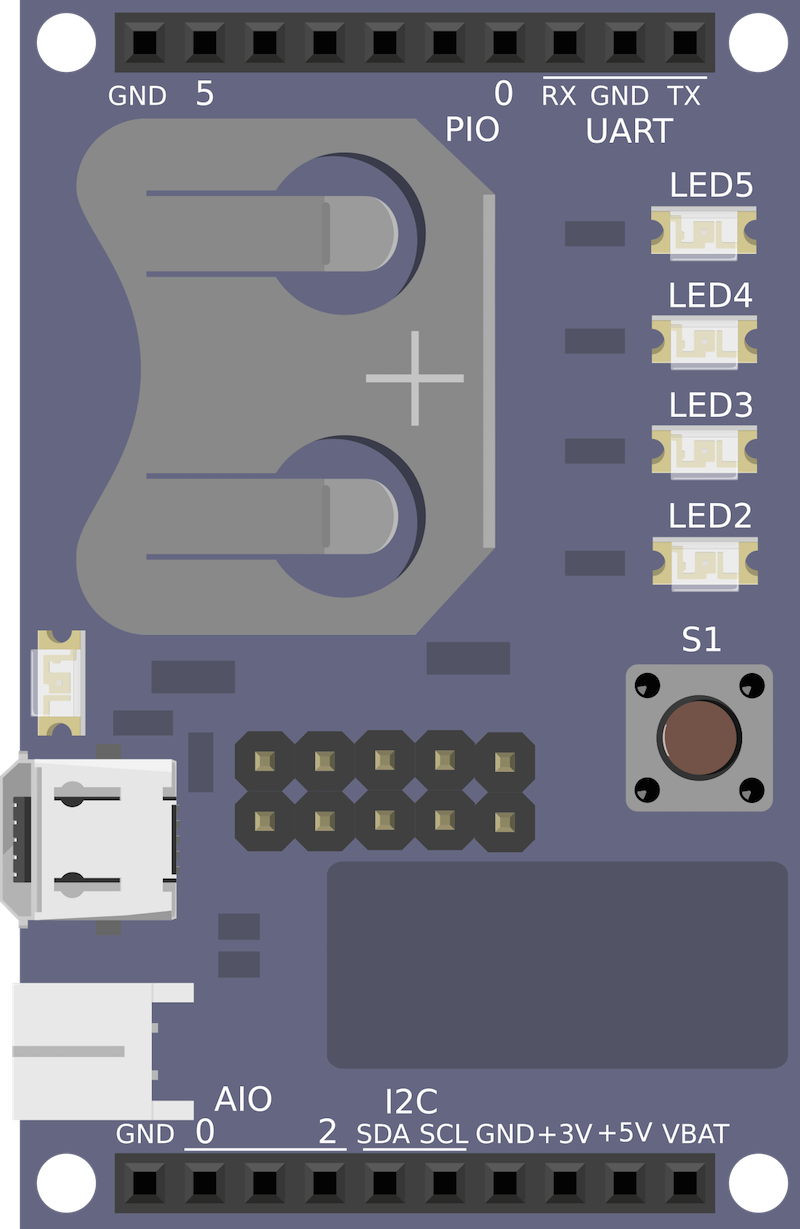 GND 5 0 RX GND TX
PIO UART
LED5
LED4
LED3
LED2
S1
AIO I2C
GND 0 2 SDA SCL GND +3V +5V VBAT